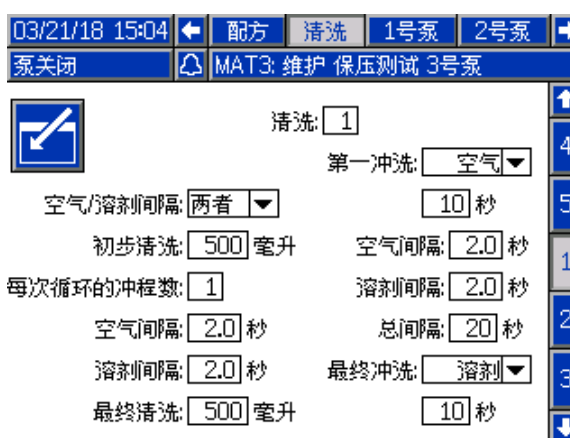 03/21/18 15:04 配方 清洗 1号泵 2号泵
泵关闭 MAT3: 维护 保压测试 3号泵
清洗: 1
第一冲洗: 空气
空气/溶剂间隔: 两者 10 秒
初步清洗: 500 毫升 空气间隔: 2.0 秒
每次循环的冲程数: 1 溶剂间隔: 2.0 秒
空气间隔: 2.0 秒 总间隔: 20 秒
溶剂间隔: 2.0 秒 最终冲洗: 溶剂
最终清洗: 500 毫升 10 秒
4
5
1
2
3